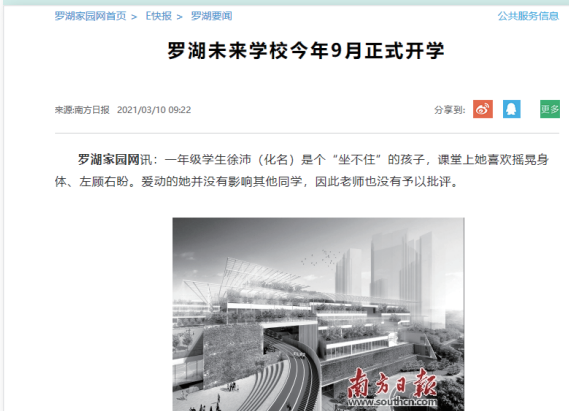 罗湖家园网首页 > E快报 > 罗湖要闻 公共服务信息
罗湖未来学校今年9月正式开学
来源:南方日报 2021/03/10 09:22 分享到: 更多
罗湖家园网讯：一年级学生徐沛（化名）是个“坐不住”的孩子，课堂上她喜欢摇晃身
体、左顾右盼。爱动的她并没有影响其他同学，因此老师也没有予以批评。
南方日报
www.southcn.com